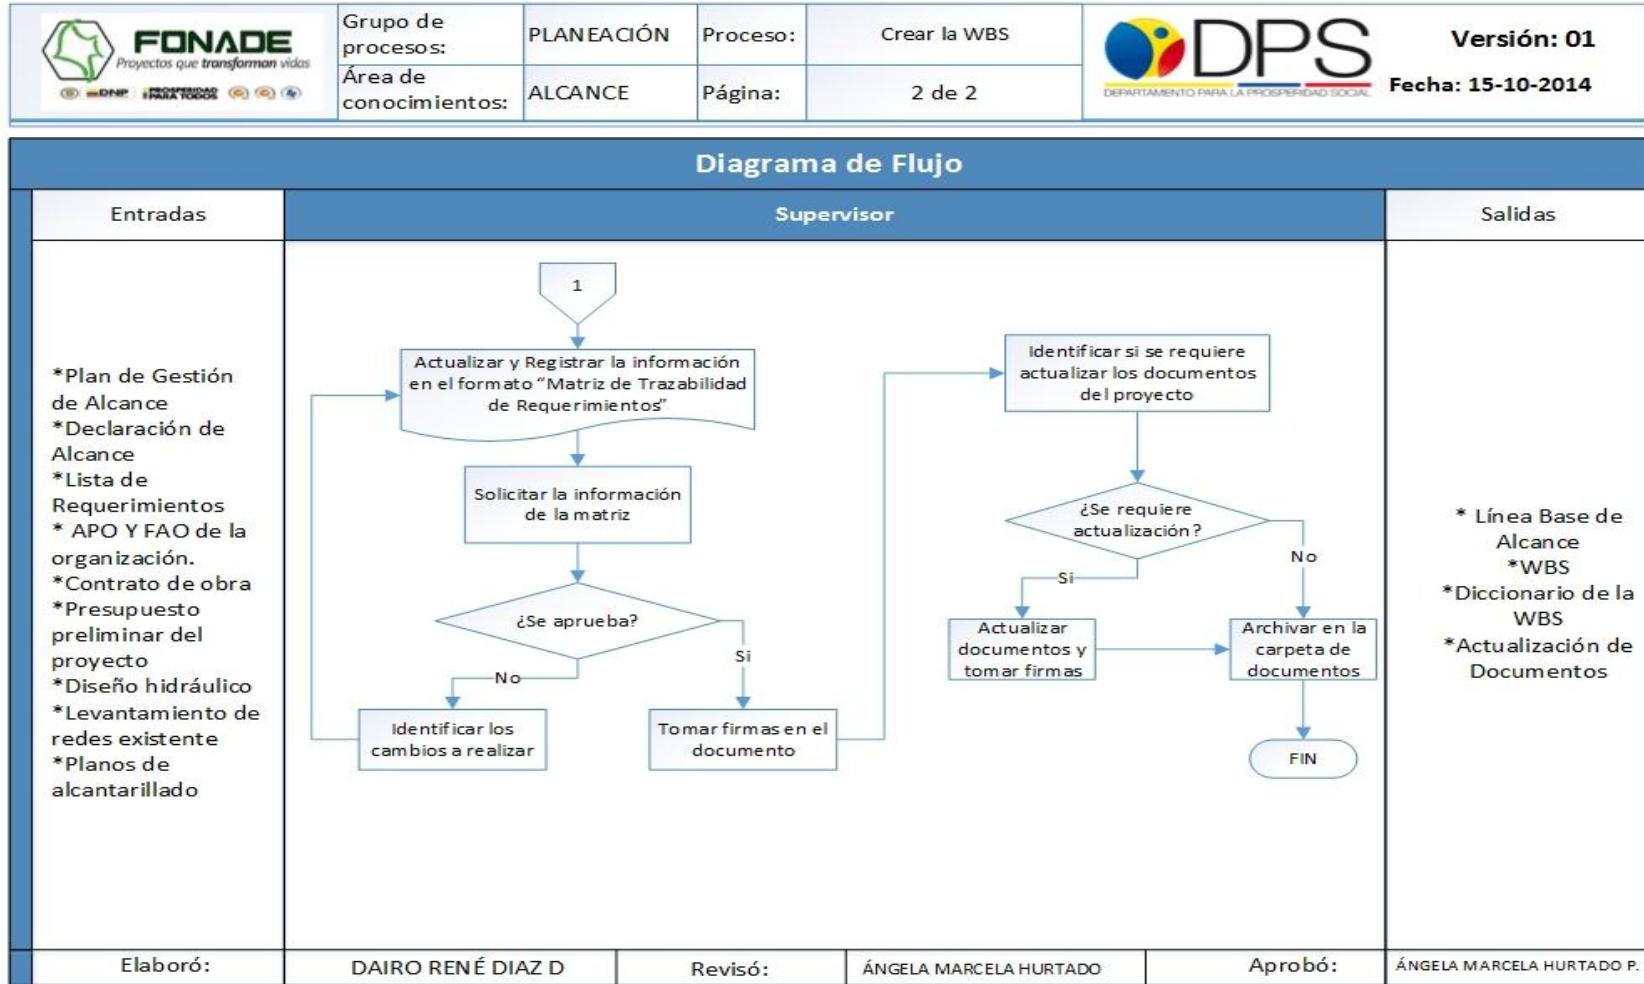 FONADE
Proyectos que transforman vidas
DNP PROSPERIDAD
PARA TODOS
Grupo de
procesos:
PLANEACIÓN
Proceso:
Crear la WBS
Área de
conocimientos:
ALCANCE
Página:
2 de 2
DPS
DEPARTAMENTO PARA LA PROSPERIDAD SOCIAL
Versión: 01
Fecha: 15-10-2014
Diagrama de Flujo
Entradas
Supervisor
Salidas
*Plan de Gestión
de Alcance
*Declaración de
Alcance
*Lista de
Requerimientos
* APO Y FAO de la
organización.
*Contrato de obra
*Presupuesto
preliminar del
proyecto
*Diseño hidráulico
*Levantamiento de
redes existente
*Planos de
alcantarillado
1
Actualizar y Registrar la información
en el formato “Matriz de Trazabilidad
de Requerimientos”
Solicitar la información
de la matriz
¿Se aprueba?
No
Si
Identificar los
cambios a realizar
Tomar firmas en el
documento
Identificar si se requiere
actualizar los documentos
del proyecto
¿Se requiere
actualización?
Si
No
Actualizar
documentos y
tomar firmas
Archivar en la
carpeta de
documentos
FIN
* Línea Base de
Alcance
*WBS
*Diccionario de la
WBS
*Actualización de
Documentos
Elaboró:
DAIRO RENÉ DIAZ D
Revisó:
ÁNGELA MARCELA HURTADO
Aprobó:
ÁNGELA MARCELA HURTADO P.